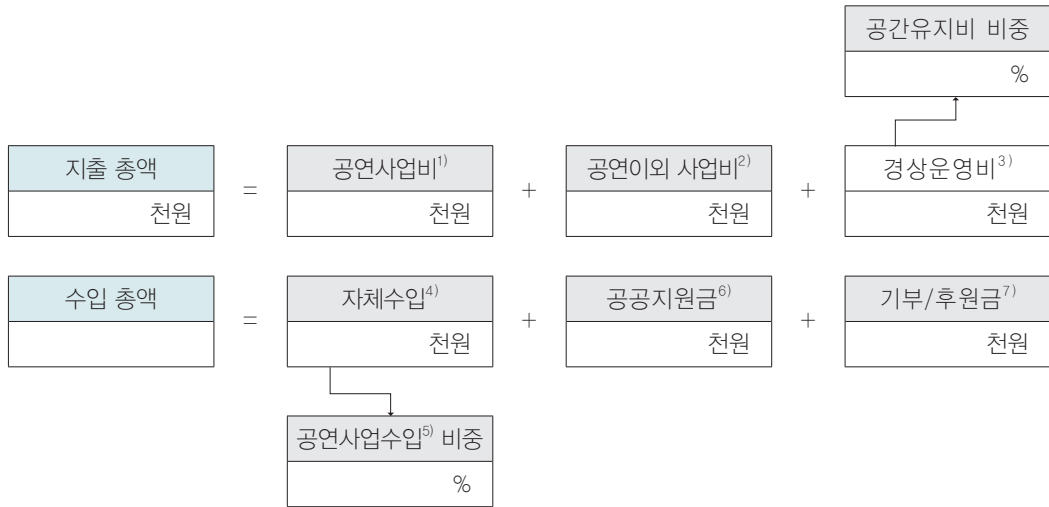 공간유지비 비중
%
지출 총액
천원
=
공연사업비1)
천원
+
공연이외 사업비2)
천원
+
경상운영비3)
천원
수입 총액
=
자체수입4)
천원
+
공공지원금6)
천원
+
기부/후원금7)
천원
공연사업수입5) 비중
%